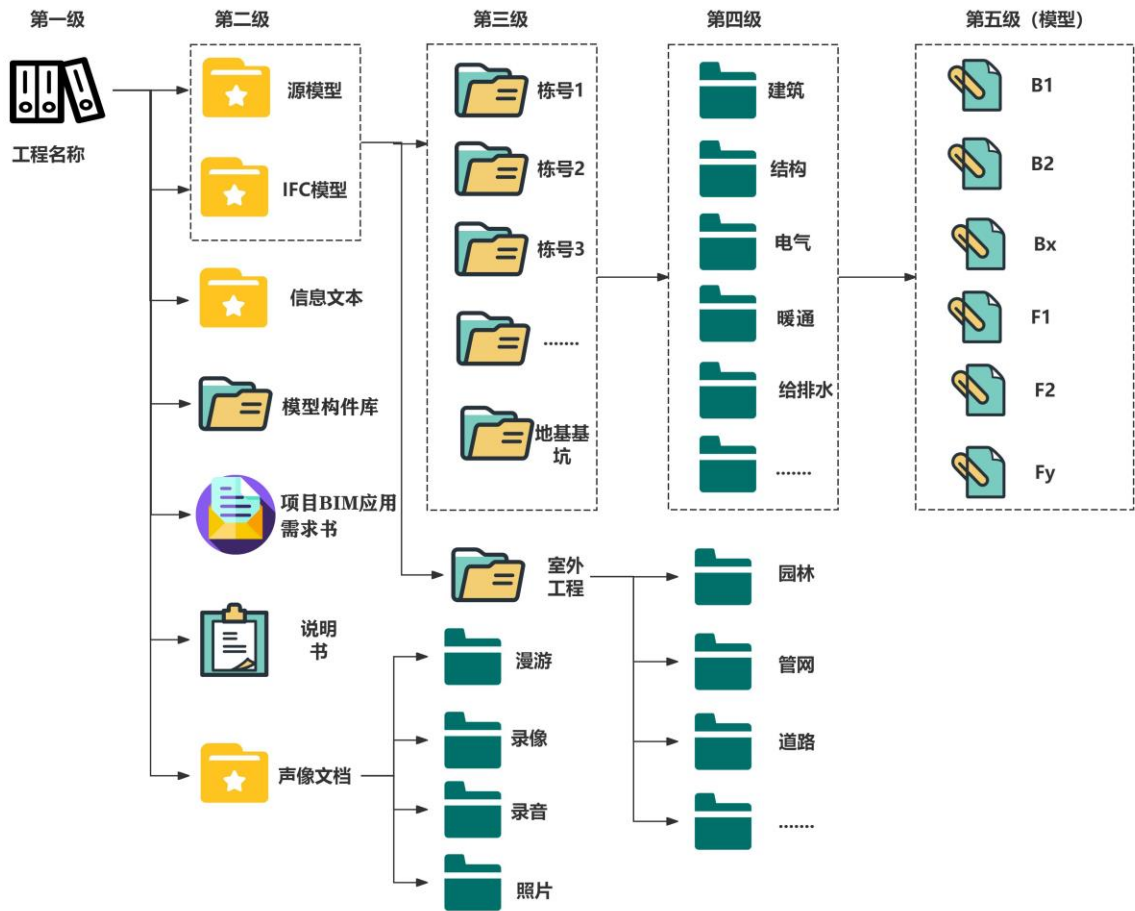 第一级
第二级
第三级
第四级
第五级（模型）
工程名称
源模型
IFC模型
信息文本
模型构件库
项目BIM应用
需求书
说明
书
声像文档
栋号1
栋号2
栋号3
.......
地基基
坑
室外
工程
漫游
录像
录音
照片
建筑
结构
电气
暖通
给排水
.......
园林
管网
道路
.......
B1
B2
Bx
F1
F2
Fy